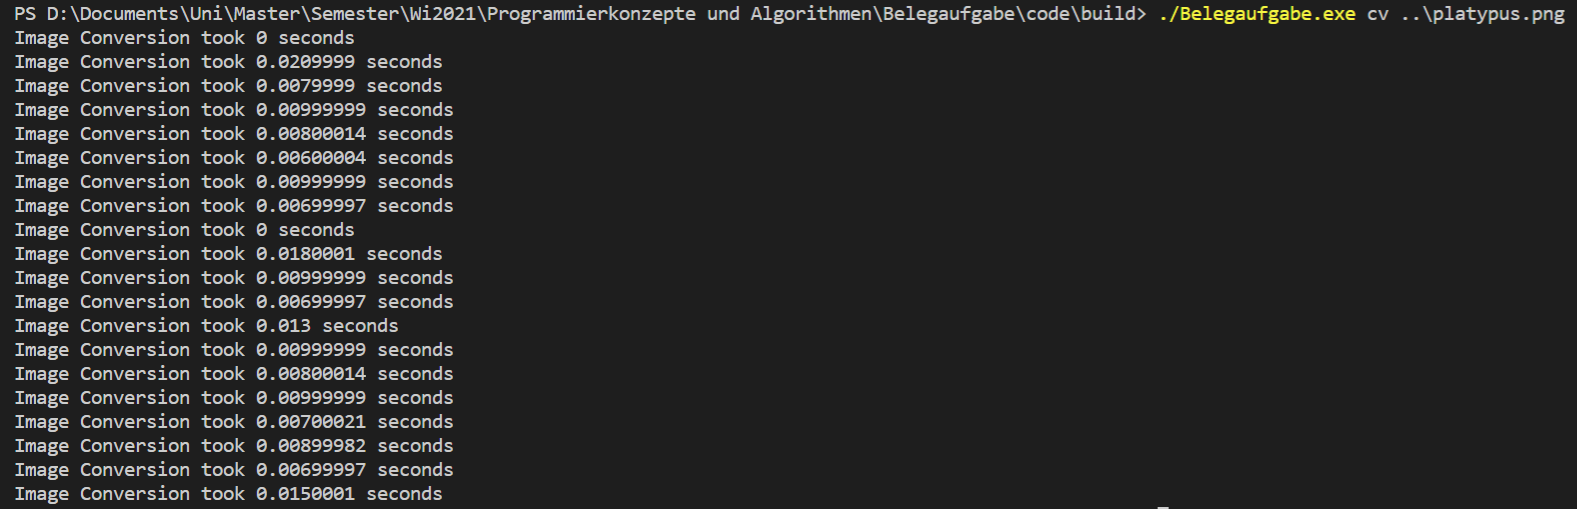 PS D:\Documents\Uni\Master\Semester\Wi2021\Programmierkonzepte und Algorithmen\Belegaufgabe\code\build> ./Belegaufgabe.exe cv ..\platypus.png
Image Conversion took 0 seconds
Image Conversion took 0.0209999 seconds
Image Conversion took 0.0079999 seconds
Image Conversion took 0.00999999 seconds
Image Conversion took 0.00800014 seconds
Image Conversion took 0.00600004 seconds
Image Conversion took 0.00999999 seconds
Image Conversion took 0.00699997 seconds
Image Conversion took 0 seconds
Image Conversion took 0.0180001 seconds
Image Conversion took 0.00999999 seconds
Image Conversion took 0.00699997 seconds
Image Conversion took 0.013 seconds
Image Conversion took 0.00999999 seconds
Image Conversion took 0.00800014 seconds
Image Conversion took 0.00999999 seconds
Image Conversion took 0.00700021 seconds
Image Conversion took 0.00899982 seconds
Image Conversion took 0.00699997 seconds
Image Conversion took 0.0150001 seconds